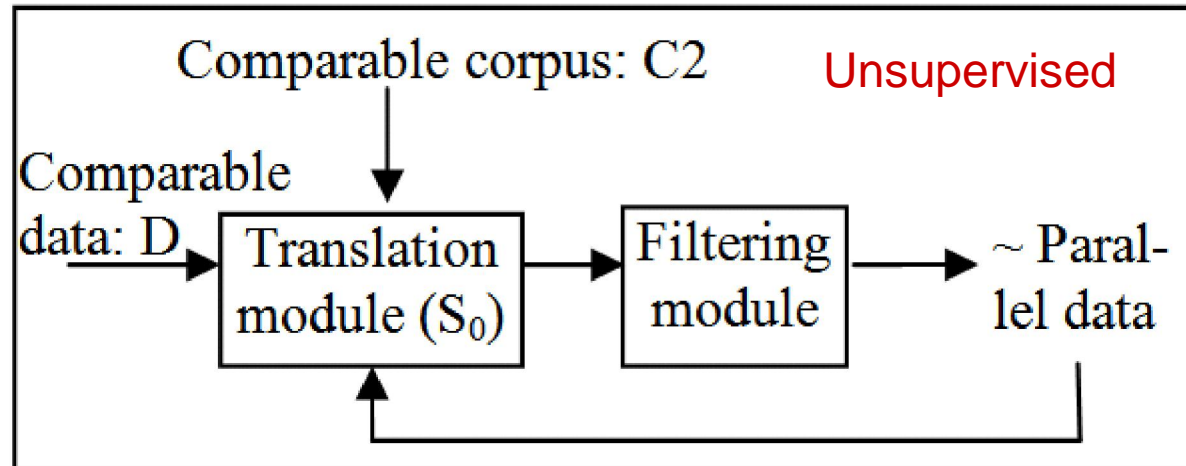 Comparable corpus: C2
Unsupervised
Comparable
data: D
Translation
module (S₀)
Filtering
module
~ Paral-
lel data